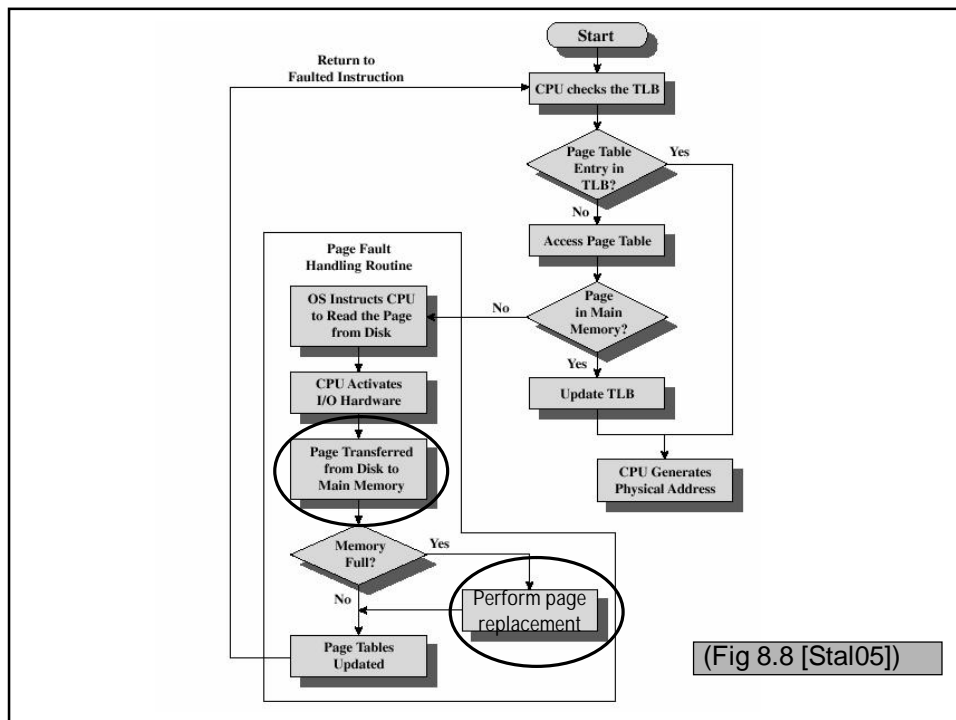 Start
Return to
Faulted Instruction
CPU checks the TLB
Page Table
Entry in
TLB?
Yes
No
Access Page Table
Page Fault
Handling Routine
Page
in Main
Memory?
No
OS Instructs CPU
to Read the Page
from Disk
Yes
CPU Activates
I/O Hardware
Update TLB
Page Transferred
from Disk to
Main Memory
CPU Generates
Physical Address
Memory
Full?
Yes
No
Perform page
replacement
Page Tables
Updated
(Fig 8.8 [Stal05])